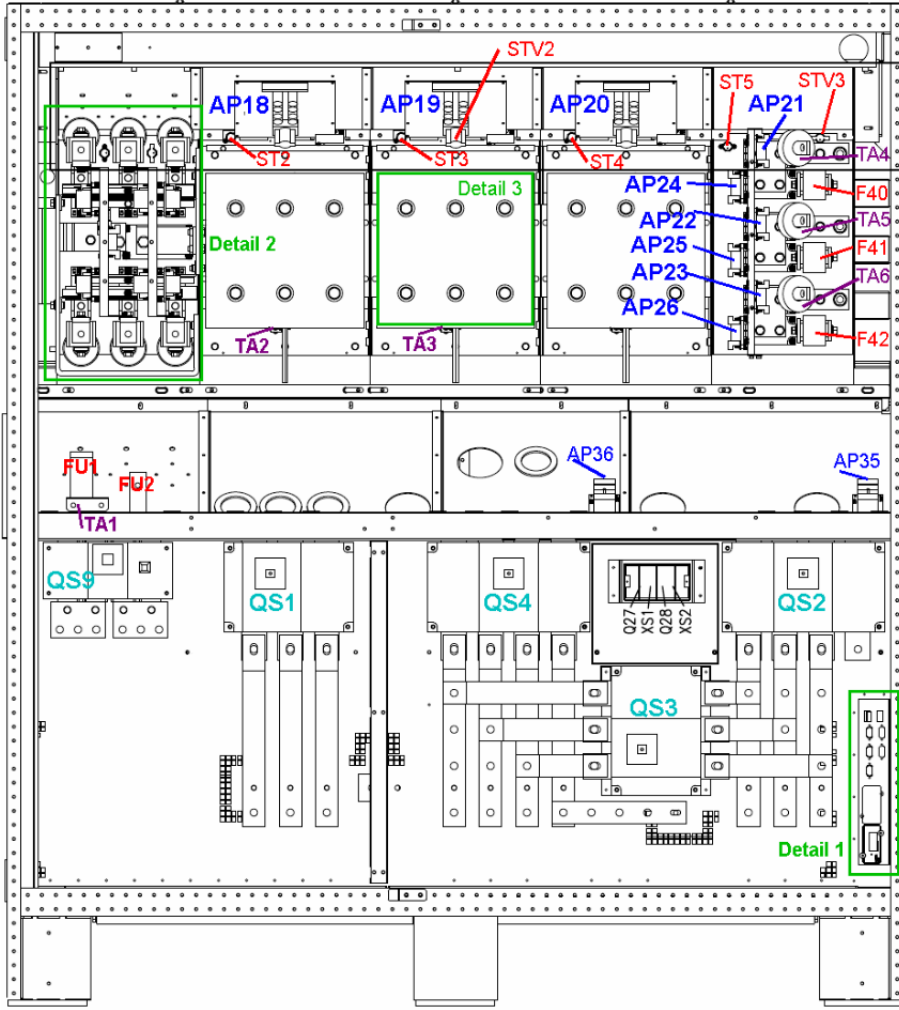 STV2
AP18
AP19
AP20
ST5
AP21
STV3
ST2
ST3
ST4
TA4
AP24
Detail 3
F40
AP22
TA5
Detail 2
AP25
F41
AP23
TA6
AP26
TA2
TA3
F42
FU1
FU2
AP36
AP35
TA1
QS9
QS1
QS4
Q27
XS1
Q28
XS2
QS2
QS3
Detail 1